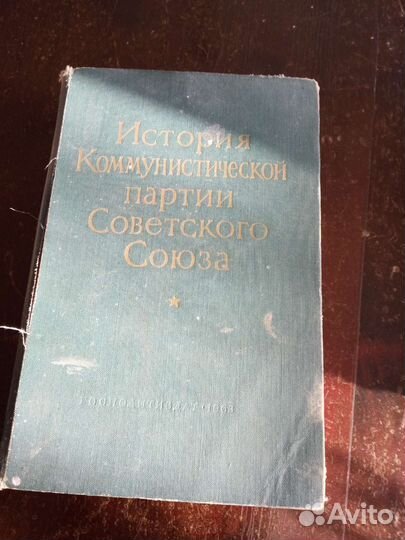 История
Коммунистической
партии
Советского
Союза
Госполитиздат·1963
Avito